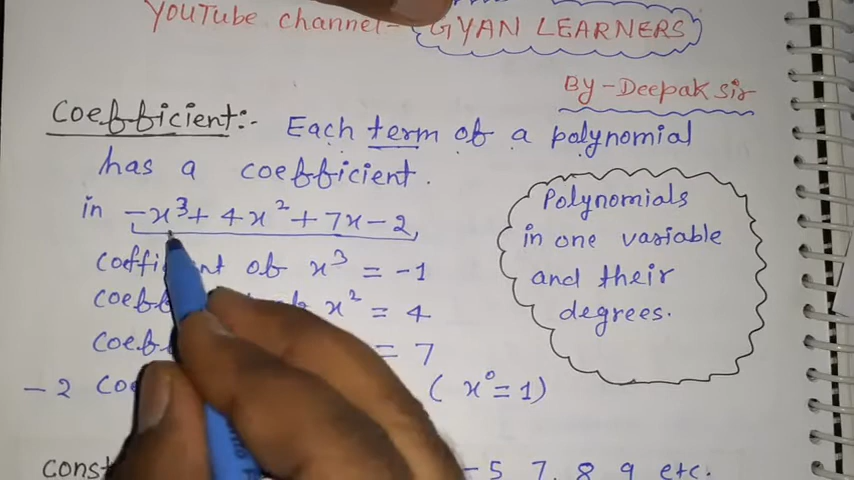 YouTube channel- GYAN LEARNERS
By-Deepak sir
Coefficient:- Each term of a polynomial
has a coefficient.
in -x³+ 4x² +7x-2
Polynomials
in one variable
and their
degrees.
of x³ = -1
x² = 4
= 7
-2 (x⁰=1)
-5 7, 8 9 etc.